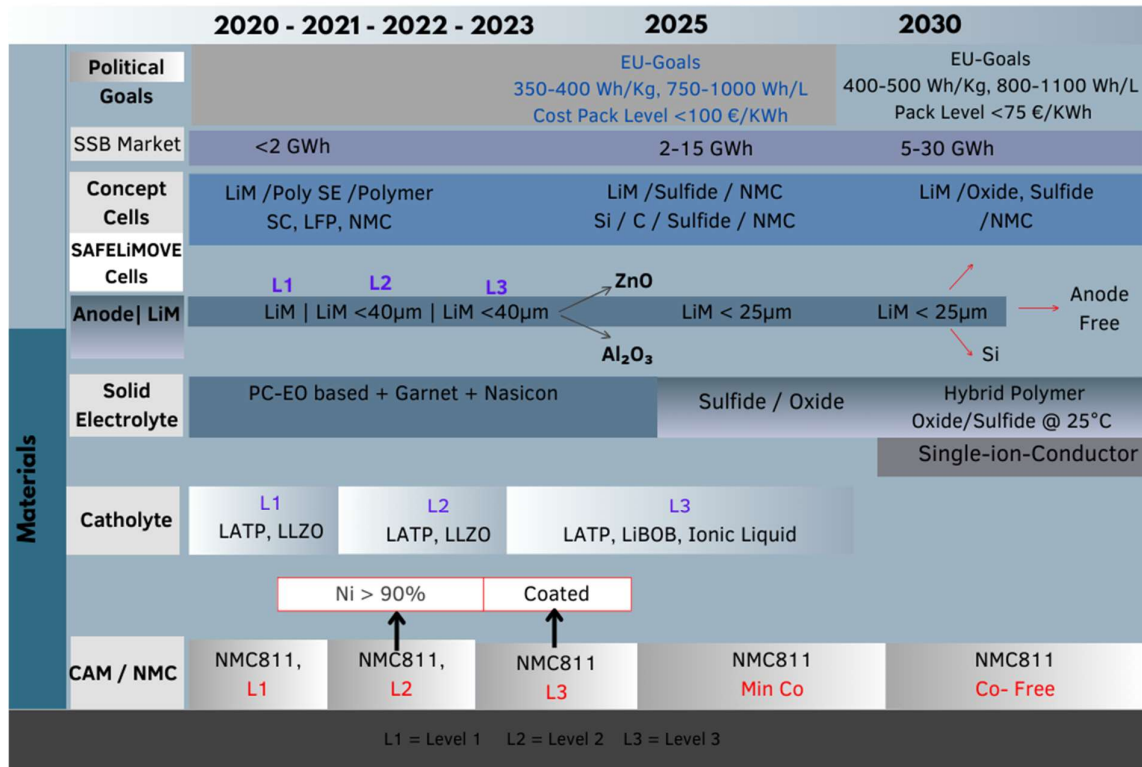 2020 - 2021 - 2022 - 2023
2025
2030
Political
Goals
EU-Goals
350-400 Wh/Kg, 750-1000 Wh/L
Cost Pack Level <100 €/KWh
EU-Goals
400-500 Wh/Kg, 800-1100 Wh/L
Pack Level <75 €/KWh
SSB Market
<2 GWh
2-15 GWh
5-30 GWh
Concept
Cells
LiM /Poly SE /Polymer
SC, LFP, NMC
LiM /Sulfide / NMC
Si / C / Sulfide / NMC
LiM /Oxide, Sulfide
/NMC
SAFELiMOVE
Cells
L1
L2
L3
Anode| LiM
LiM | LiM <40µm | LiM <40µm
ZnO
Al₂O₃
LiM < 25µm
LiM < 25µm
Anode
Free
Si
Materials
Solid
Electrolyte
PC-EO based + Garnet + Nasicon
Sulfide / Oxide
Hybrid Polymer
Oxide/Sulfide @ 25°C
Single-ion-Conductor
Catholyte
L1
LATP, LLZO
L2
LATP, LLZO
L3
LATP, LiBOB, Ionic Liquid
Ni > 90%
Coated
CAM / NMC
NMC811,
L1
NMC811,
L2
NMC811
L3
NMC811
Min Co
NMC811
Co- Free
L1 = Level 1 L2 = Level 2 L3 = Level 3